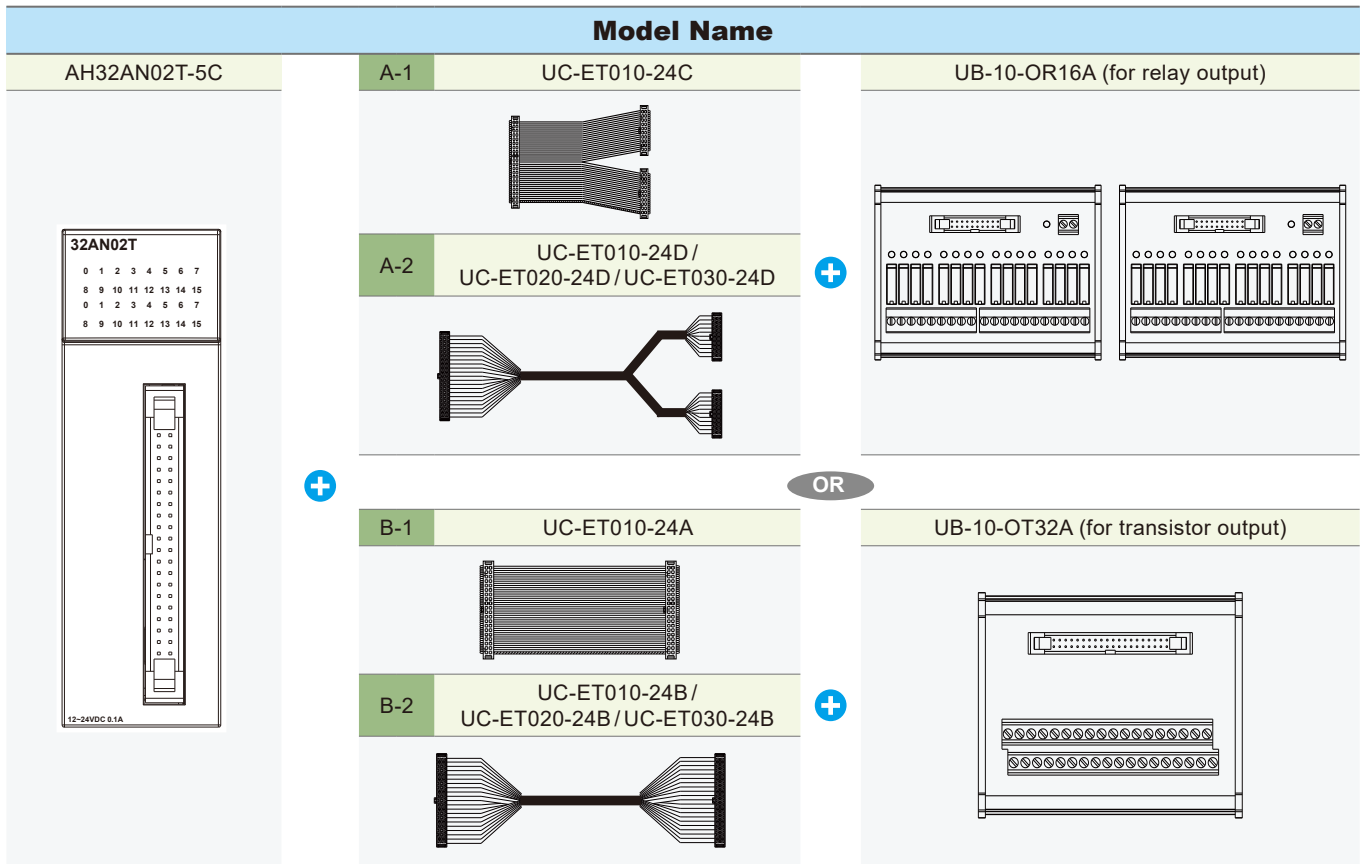 Model Name
AH32AN02T-5C
A-1
UC-ET010-24C
UB-10-OR16A (for relay output)
A-2
UC-ET010-24D /
UC-ET020-24D / UC-ET030-24D
32AN02T
0 1 2 3 4 5 6 7
8 9 10 11 12 13 14 15
0 1 2 3 4 5 6 7
8 9 10 11 12 13 14 15
12~24VDC 0.1A
OR
B-1
UC-ET010-24A
UB-10-OT32A (for transistor output)
B-2
UC-ET010-24B /
UC-ET020-24B / UC-ET030-24B